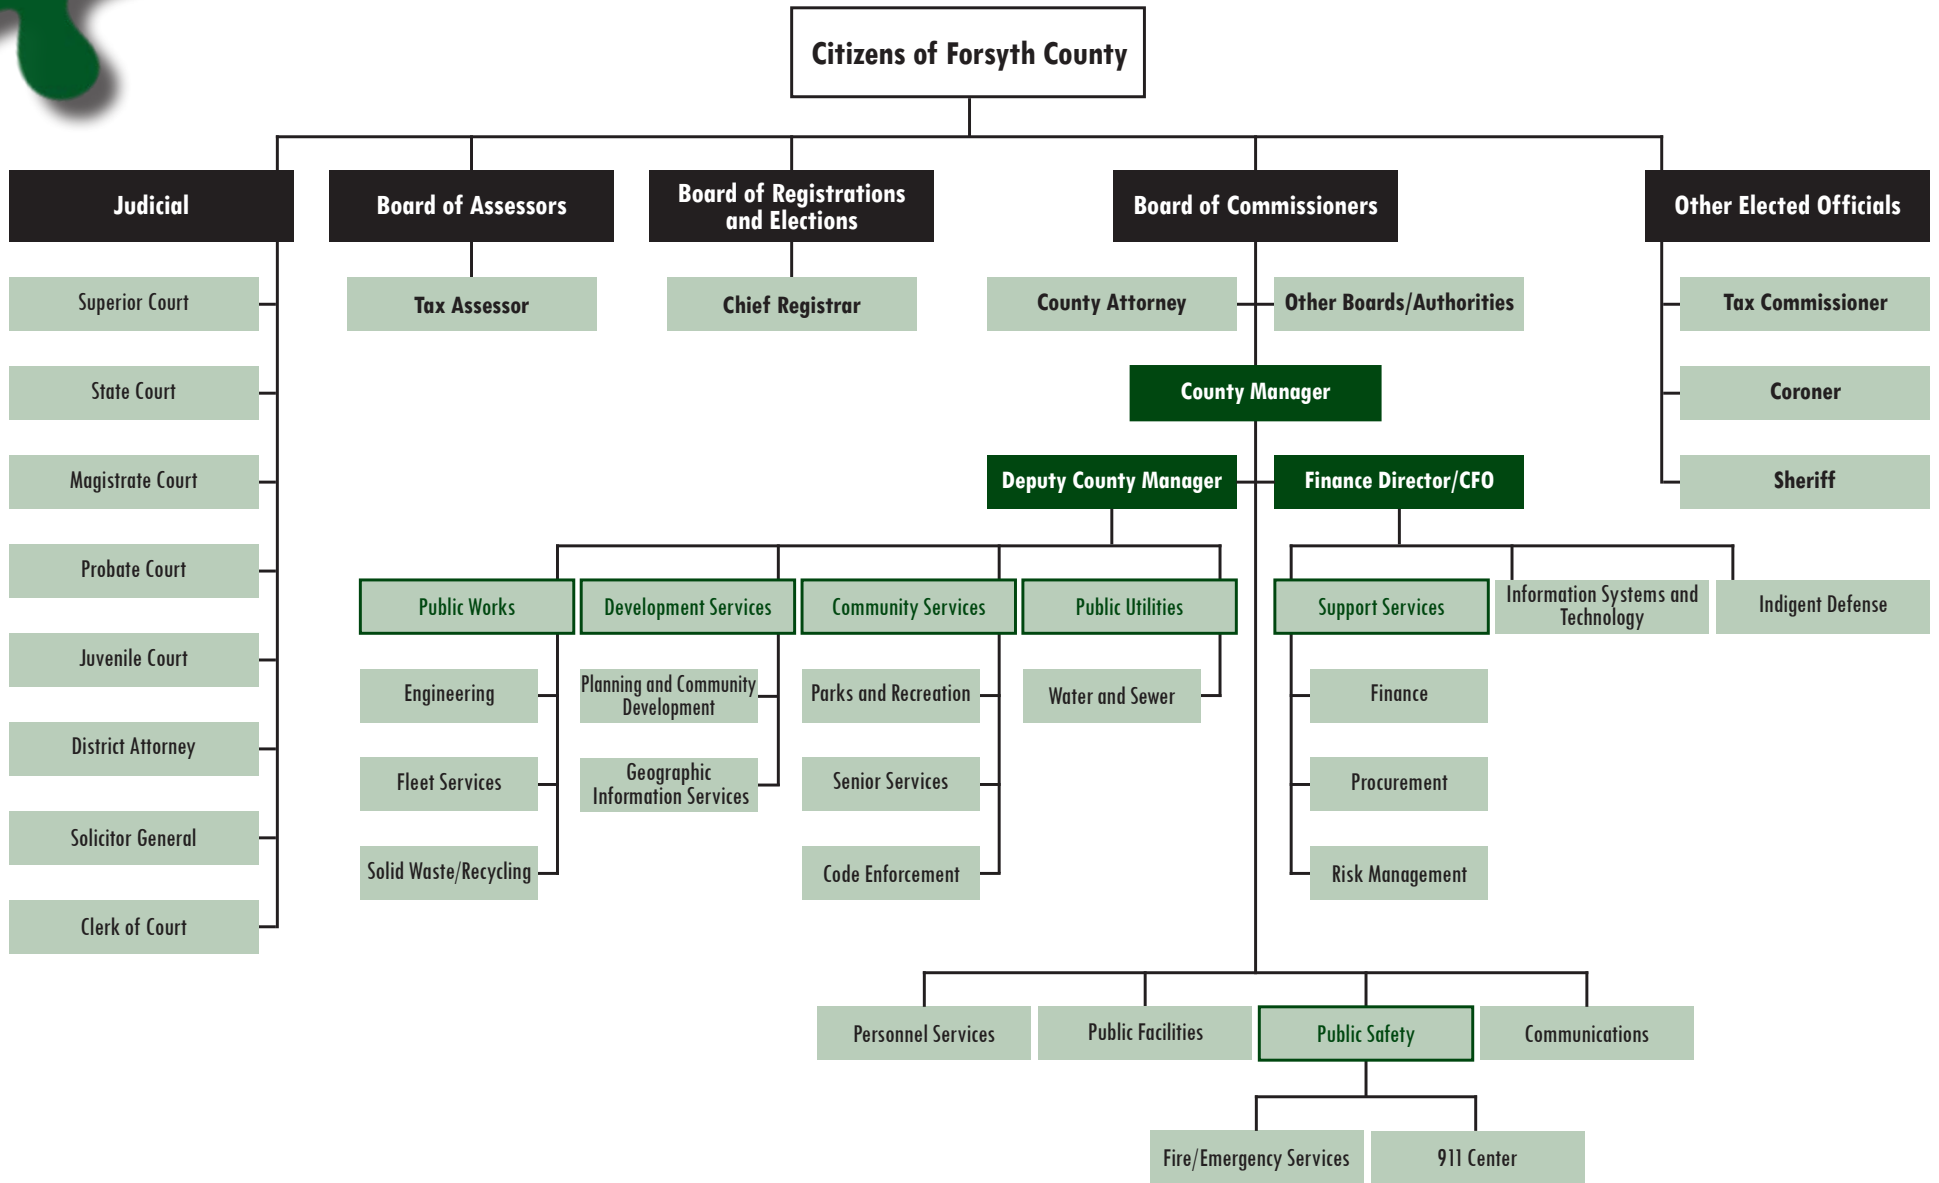 Citizens of Forsyth County
Judicial
Board of Assessors
Board of Registrations
and Elections
Board of Commissioners
Other Elected Officials
Superior Court
Tax Assessor
Chief Registrar
County Attorney
Other Boards/Authorities
Tax Commissioner
State Court
County Manager
Coroner
Magistrate Court
Deputy County Manager
Finance Director/CFO
Sheriff
Probate Court
Public Works
Development Services
Community Services
Public Utilities
Support Services
Information Systems and
Technology
Indigent Defense
Juvenile Court
Engineering
Planning and Community
Development
Parks and Recreation
Water and Sewer
Finance
District Attorney
Fleet Services
Geographic
Information Services
Senior Services
Procurement
Solicitor General
Solid Waste/Recycling
Code Enforcement
Risk Management
Clerk of Court
Personnel Services
Public Facilities
Public Safety
Communications
Fire/Emergency Services
911 Center